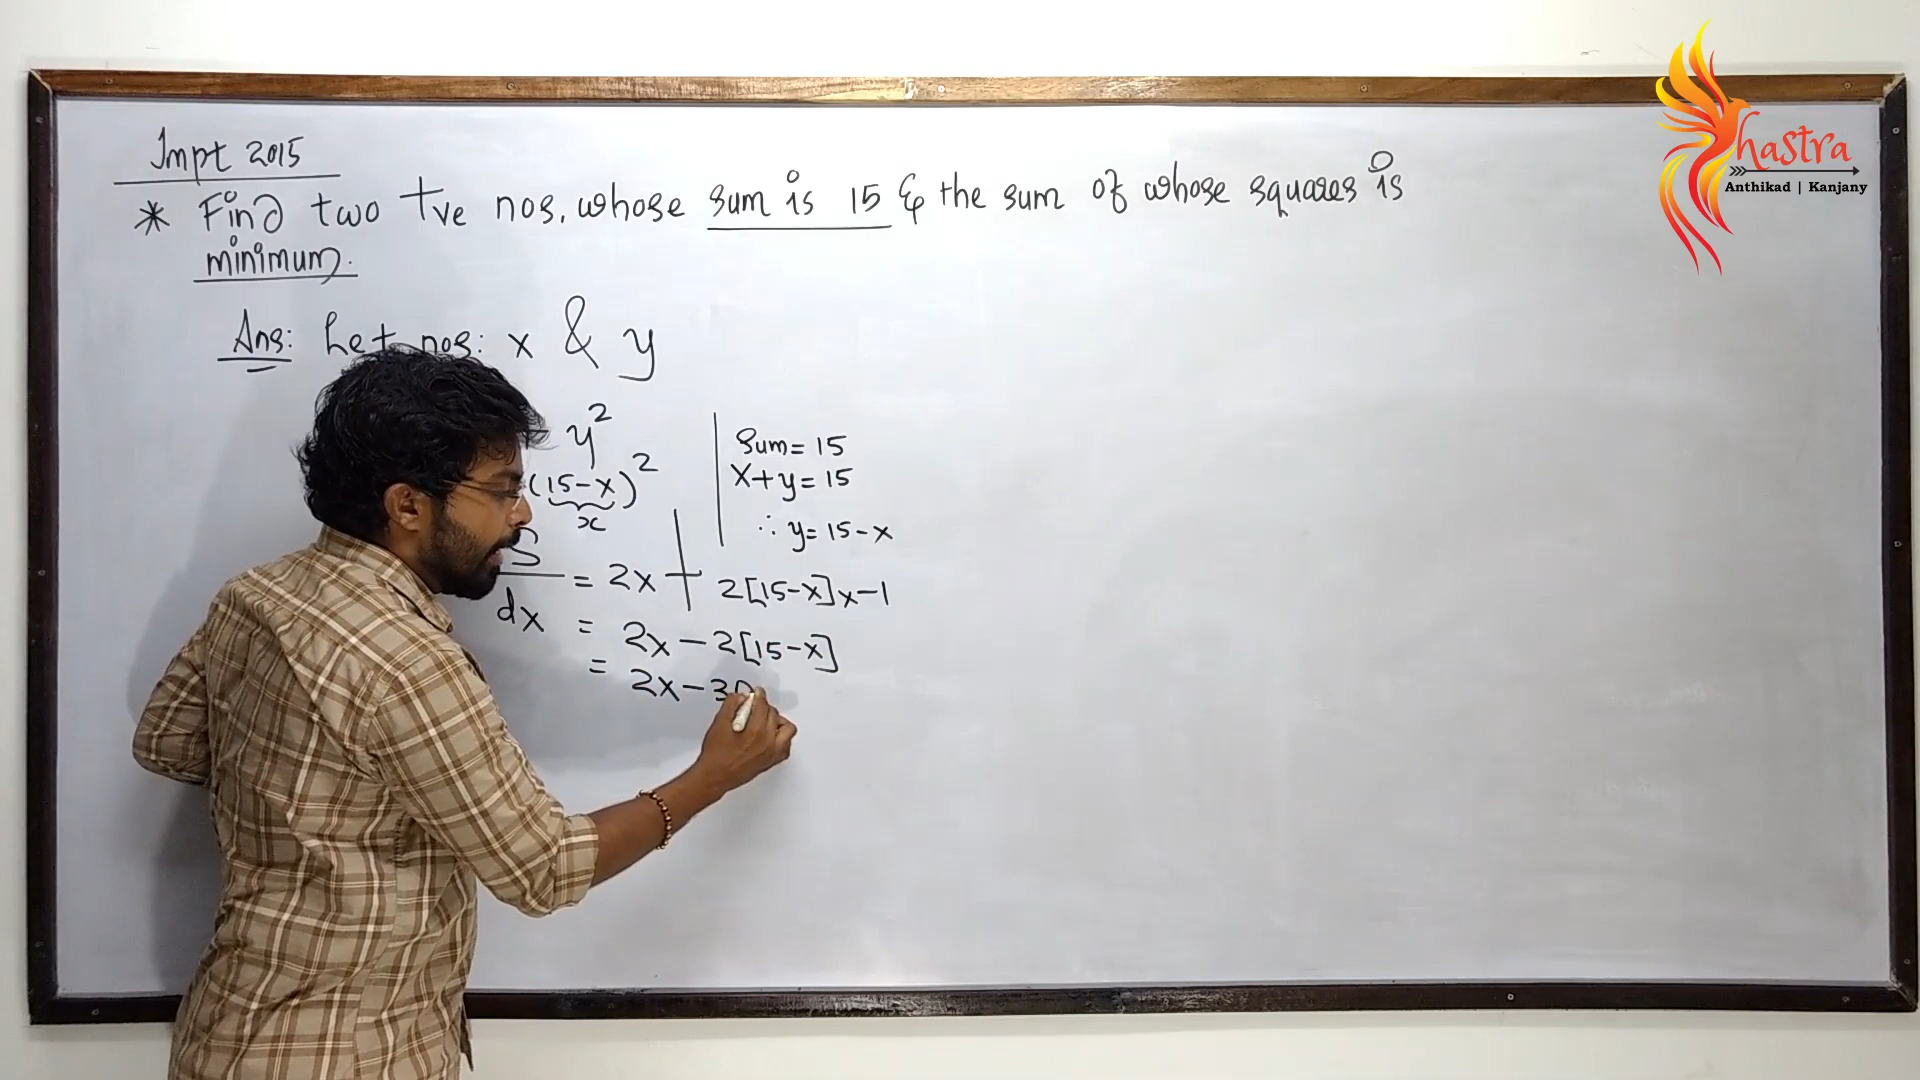 Impt 2015
* Find two +ve nos. whose sum is 15 & the sum of whose squares is
minimum.
Ans: Let nos: x & y
y²
(15-x)²
x
Sum = 15
x+y = 15
∴ y = 15-x
S
dx
= 2x + 2[15-x]x-1
= 2x-2[15-x]
= 2x-30
hastra
Anthikad | Kanjany